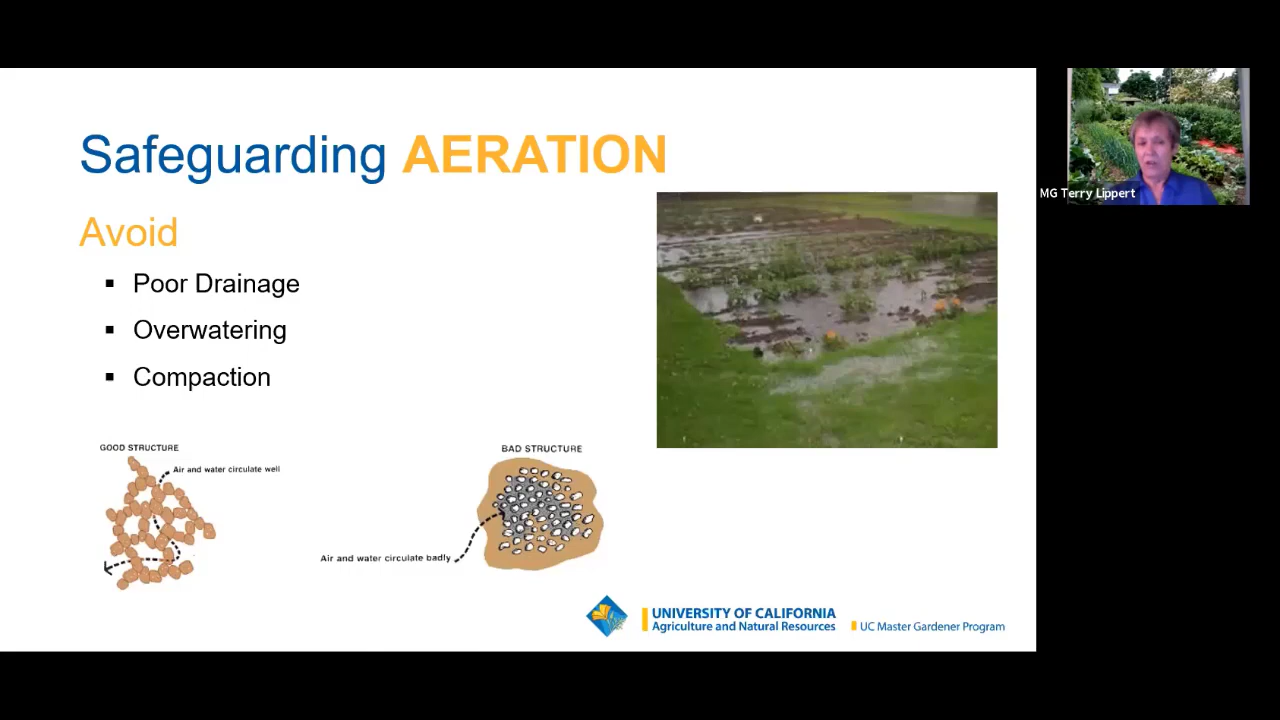 Safeguarding AERATION
Avoid
▪ Poor Drainage
▪ Overwatering
▪ Compaction
GOOD STRUCTURE
Air and water circulate well
BAD STRUCTURE
Air and water circulate badly
UNIVERSITY OF CALIFORNIA
Agriculture and Natural Resources
UC Master Gardener Program
MG Terry Lippert